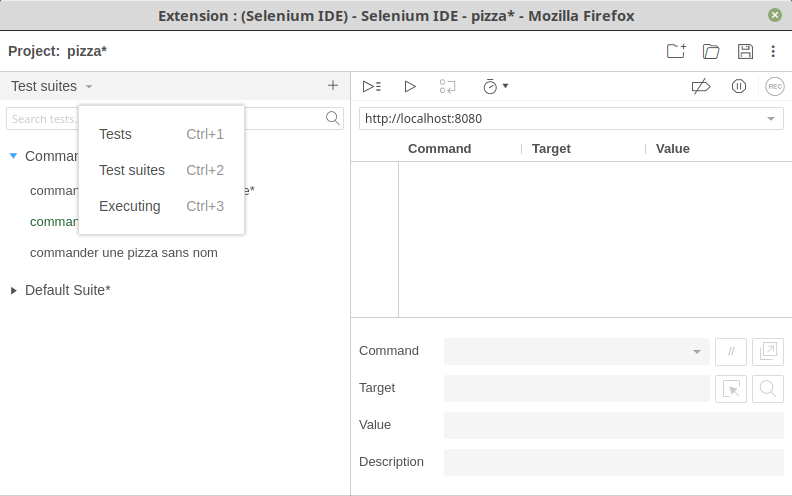 Extension : (Selenium IDE) - Selenium IDE - pizza* - Mozilla Firefox
Project: pizza*
Test suites
Search tests..
http://localhost:8080
Tests Ctrl+1
Test suites Ctrl+2
Executing Ctrl+3
REC
Command Target Value
comman
e*
comman
commander une pizza sans nom
Default Suite*
Command
//
Target
Value
Description